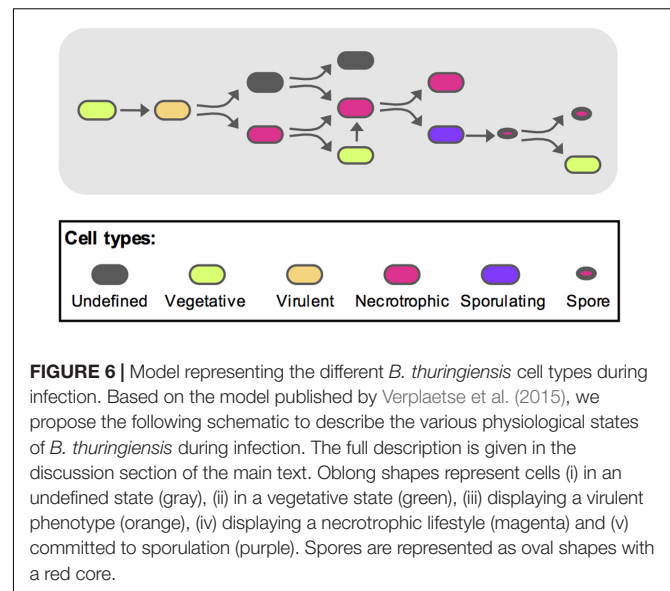 Cell types:
Undefined Vegetative Virulent Necrotrophic Sporulating Spore
FIGURE 6 | Model representing the different B. thuringiensis cell types during
infection. Based on the model published by Verplaetse et al. (2015), we
propose the following schematic to describe the various physiological states
of B. thuringiensis during infection. The full description is given in the
discussion section of the main text. Oblong shapes represent cells (i) in an
undefined state (gray), (ii) in a vegetative state (green), (iii) displaying a virulent
phenotype (orange), (iv) displaying a necrotrophic lifestyle (magenta) and (v)
committed to sporulation (purple). Spores are represented as oval shapes with
a red core.